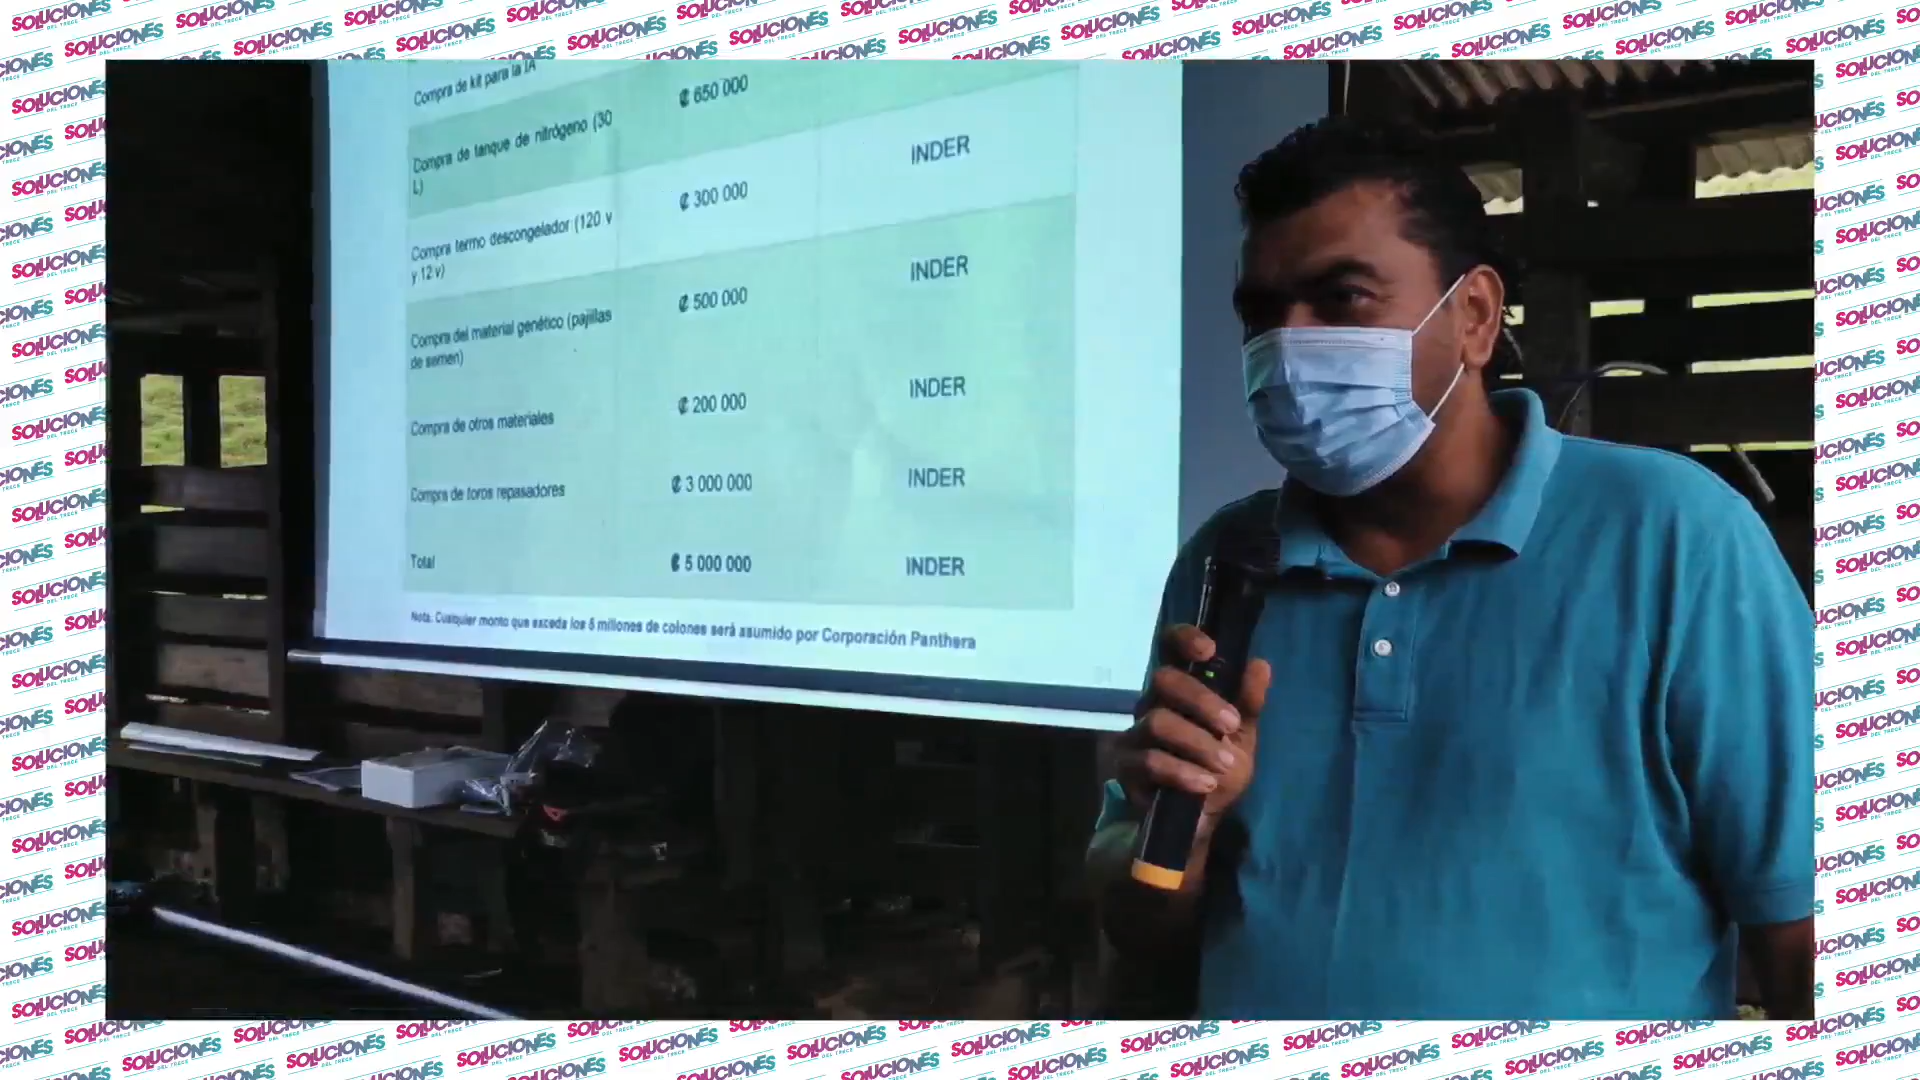 Compra de kit para la IA
₡ 650 000
Compra de tanque de nitrógeno (30
L)
INDER
₡ 300 000
Compra termo descongelador (120 v
y 12 v)
INDER
₡ 500 000
Compra del material genético (pajillas
de semen)
INDER
₡ 200 000
Compra de otros materiales
INDER
₡ 3 000 000
Compra de toros repasadores
INDER
₡ 5 000 000
Total
Nota. Cualquier monto que exceda los 5 millones de colones será asumido por Corporación Panthera
SOLUCIONES
DEL TRECE